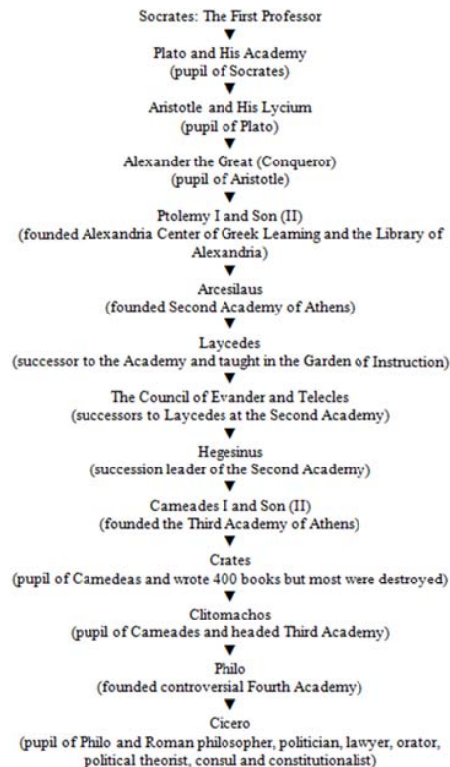 Socrates: The First Professor
Plato and His Academy
(pupil of Socrates)
Aristotle and His Lycium
(pupil of Plato)
Alexander the Great (Conqueror)
(pupil of Aristotle)
Ptolemy I and Son (II)
(founded Alexandria Center of Greek Learning and the Library of
Alexandria)
Arcesilaus
(founded Second Academy of Athens)
Laycedes
(successor to the Academy and taught in the Garden of Instruction)
The Council of Evander and Telecles
(successors to Laycedes at the Second Academy)
Hegesinus
(succession leader of the Second Academy)
Carneades I and Son (II)
(founded the Third Academy of Athens)
Crates
(pupil of Carnedeas and wrote 400 books but most were destroyed)
Clitomachos
(pupil of Carneades and headed Third Academy)
Philo
(founded controversial Fourth Academy)
Cicero
(pupil of Philo and Roman philosopher, politician, lawyer, orator,
political theorist, consul and constitutionalist)